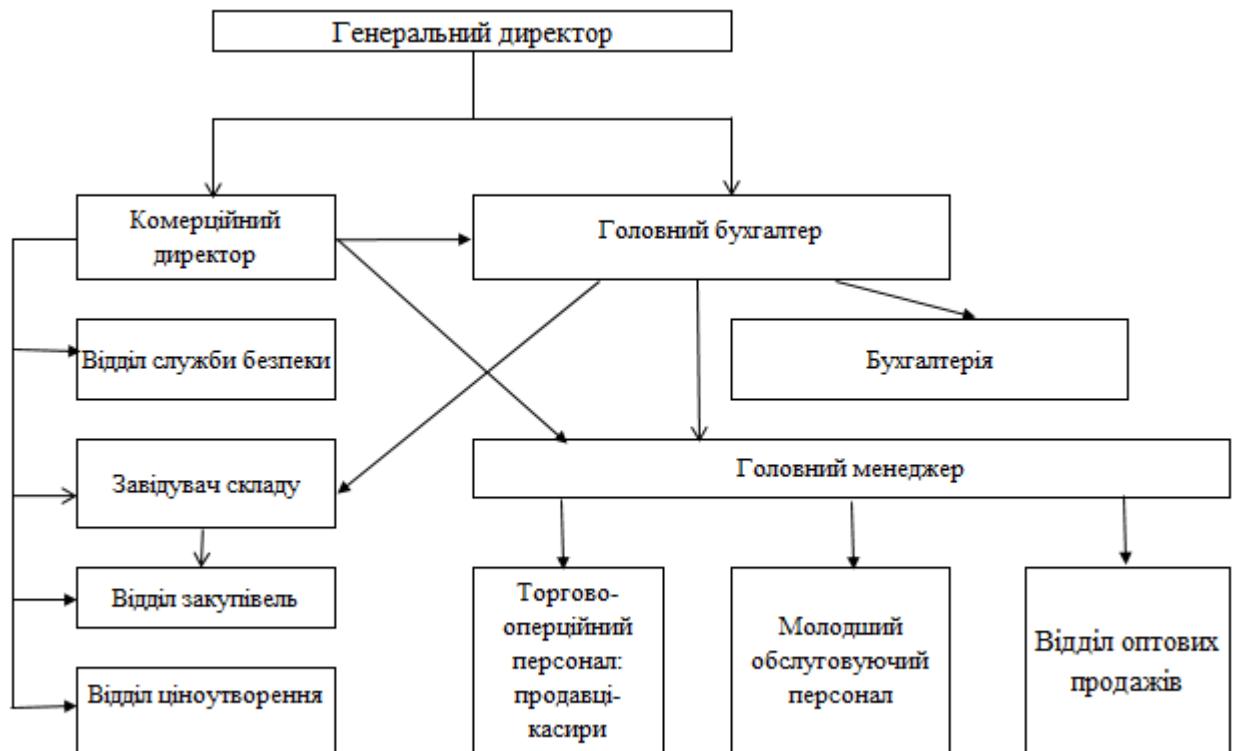 Генеральний директор
Комерційний
директор
Головний бухгалтер
Відділ служби безпеки
Бухгалтерія
Завідувач складу
Головний менеджер
Відділ закупівель
Відділ ціноутворення
Торгово-
оперційний
персонал:
продавці-
касири
Молодший
обслуговуючий
персонал
Відділ оптових
продажів